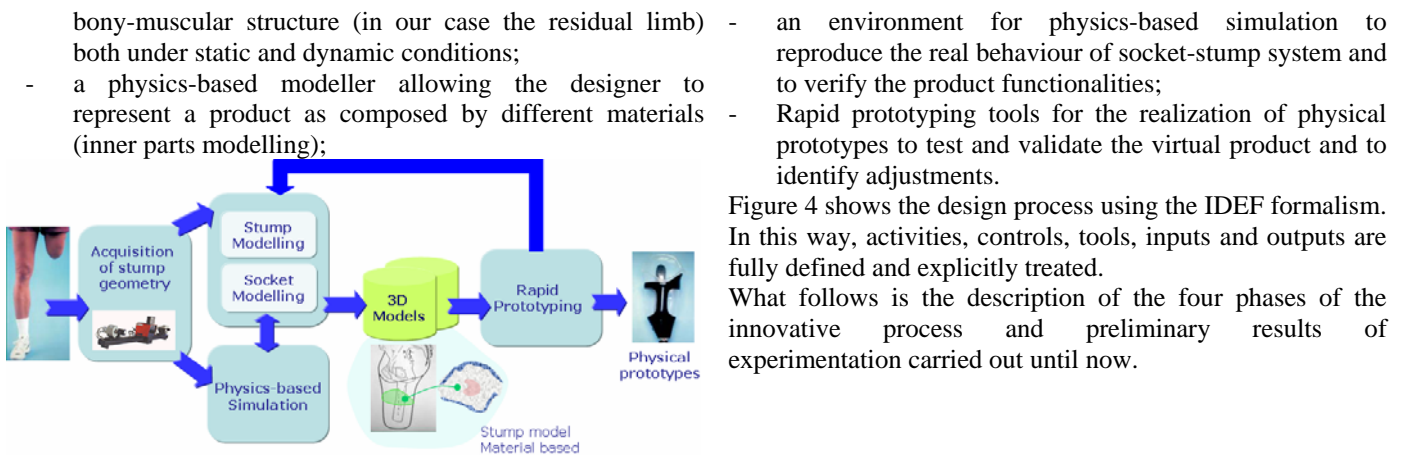 bony-muscular structure (in our case the residual limb)
both under static and dynamic conditions;
- a physics-based modeller allowing the designer to
represent a product as composed by different materials
(inner parts modelling);
Acquisition
of stump
geometry
Stump
Modelling
Socket
Modelling
Physics-based
Simulation
3D
Models
Rapid
Prototyping
Physical
prototypes
Stump model
Material based
- an environment for physics-based simulation to
reproduce the real behaviour of socket-stump system and
to verify the product functionalities;
- Rapid prototyping tools for the realization of physical
prototypes to test and validate the virtual product and to
identify adjustments.
Figure 4 shows the design process using the IDEF formalism.
In this way, activities, controls, tools, inputs and outputs are
fully defined and explicitly treated.
What follows is the description of the four phases of the
innovative process and preliminary results of
experimentation carried out until now.